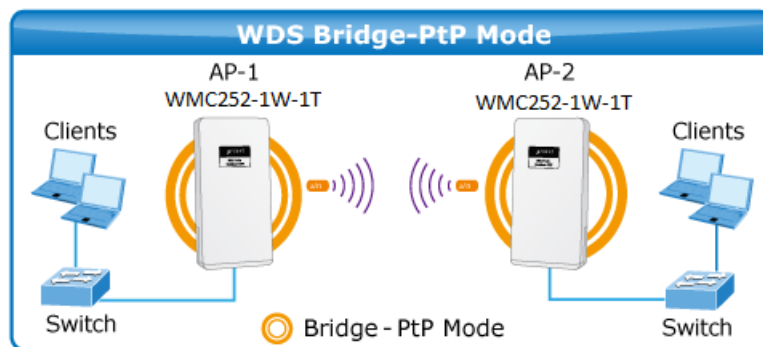 WDS Bridge-PtP Mode
AP-1
WMC252-1W-1T
AP-2
WMC252-1W-1T
Clients
Clients
a/n
a/n
Switch
Bridge - PtP Mode
Switch